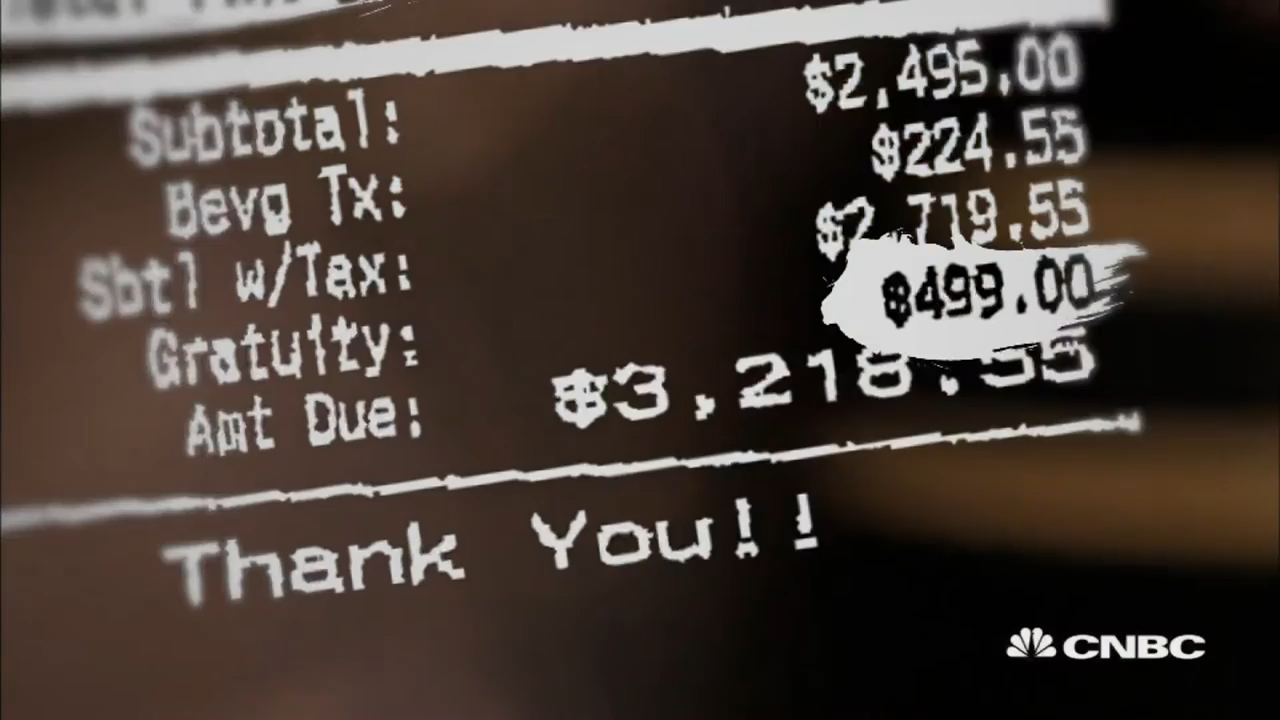 Subtotal: $2,495.00
Bevg Tx: $224.55
Sbtl w/Tax: $2,719.55
Gratuity: $499.00
Amt Due: $3,218.55
Thank You!!
CNBC